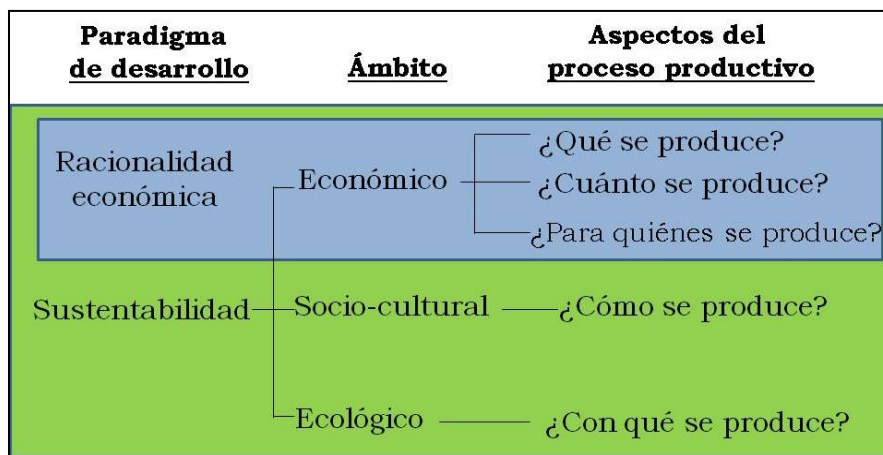 Paradigma
de desarrollo
Ámbito
Aspectos del
proceso productivo
Racionalidad
económica
Económico
¿Qué se produce?
¿Cuánto se produce?
¿Para quiénes se produce?
Sustentabilidad
Socio-cultural
¿Cómo se produce?
Ecológico
¿Con qué se produce?